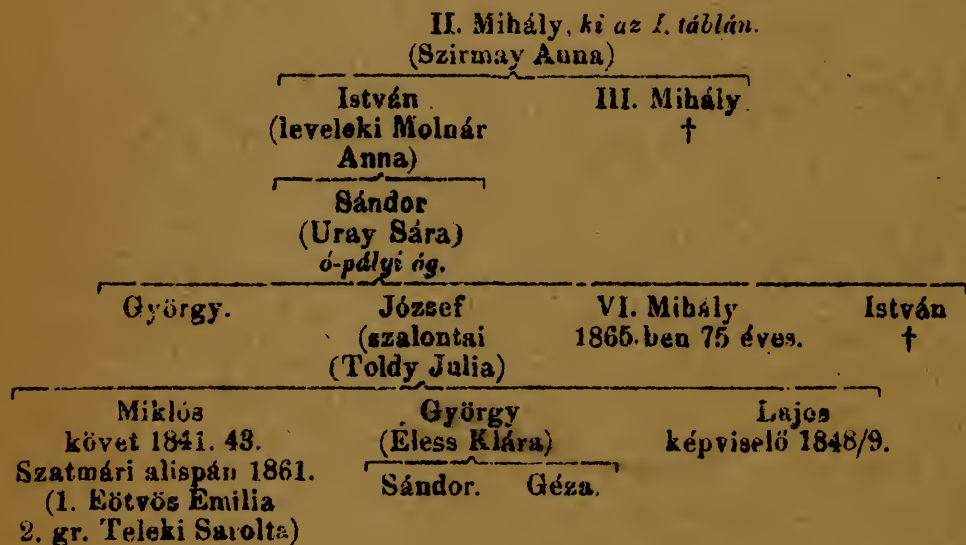 II. Mihály, ki az I. táblán.
(Szirmay Anna)
István III. Mihály
(leveleki Molnár †
Anna)
Sándor
(Uray Sára)
ó-pályi ág.
György. József VI. Mihály István
(szalontai 1865-ben 75 éves. †
(Toldy Julia)
Miklós György Lajos
követ 1841. 43. (Éless Klára) képviselő 1848/9.
Szatmári alispán 1861. Sándor. Géza.
(1. Eötvös Emilia
2. gr. Teleki Sarolta)